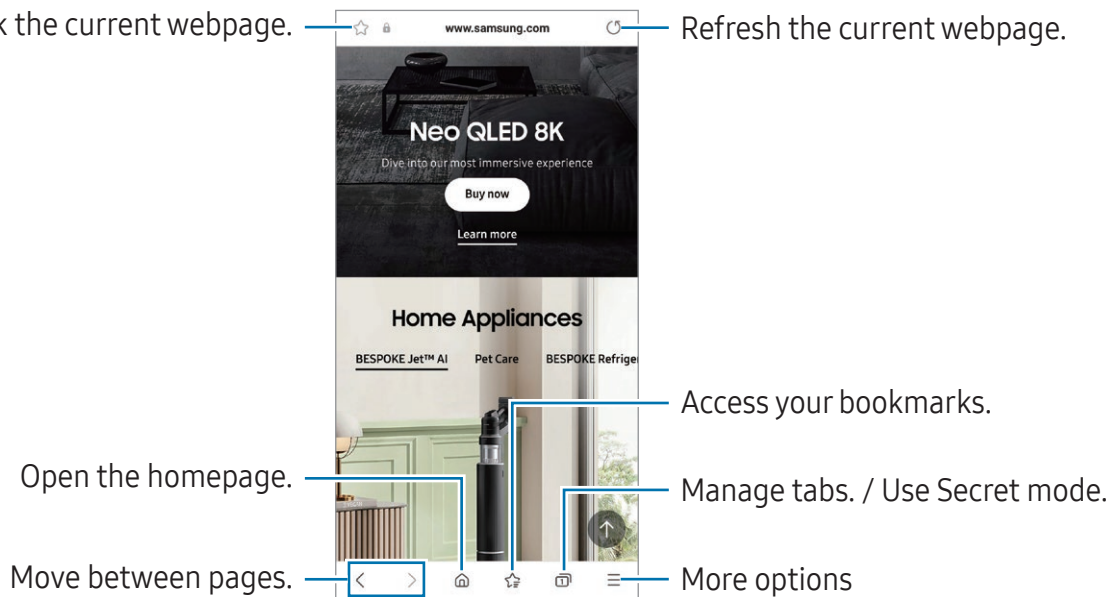 the current webpage.
www.samsung.com
Refresh the current webpage.
Neo QLED 8K
Dive into our most immersive experience
Buy now
Learn more
Home Appliances
BESPOKE Jet™ AI
Pet Care
BESPOKE Refrige
Access your bookmarks.
Open the homepage.
Manage tabs. / Use Secret mode.
Move between pages.
1
More options